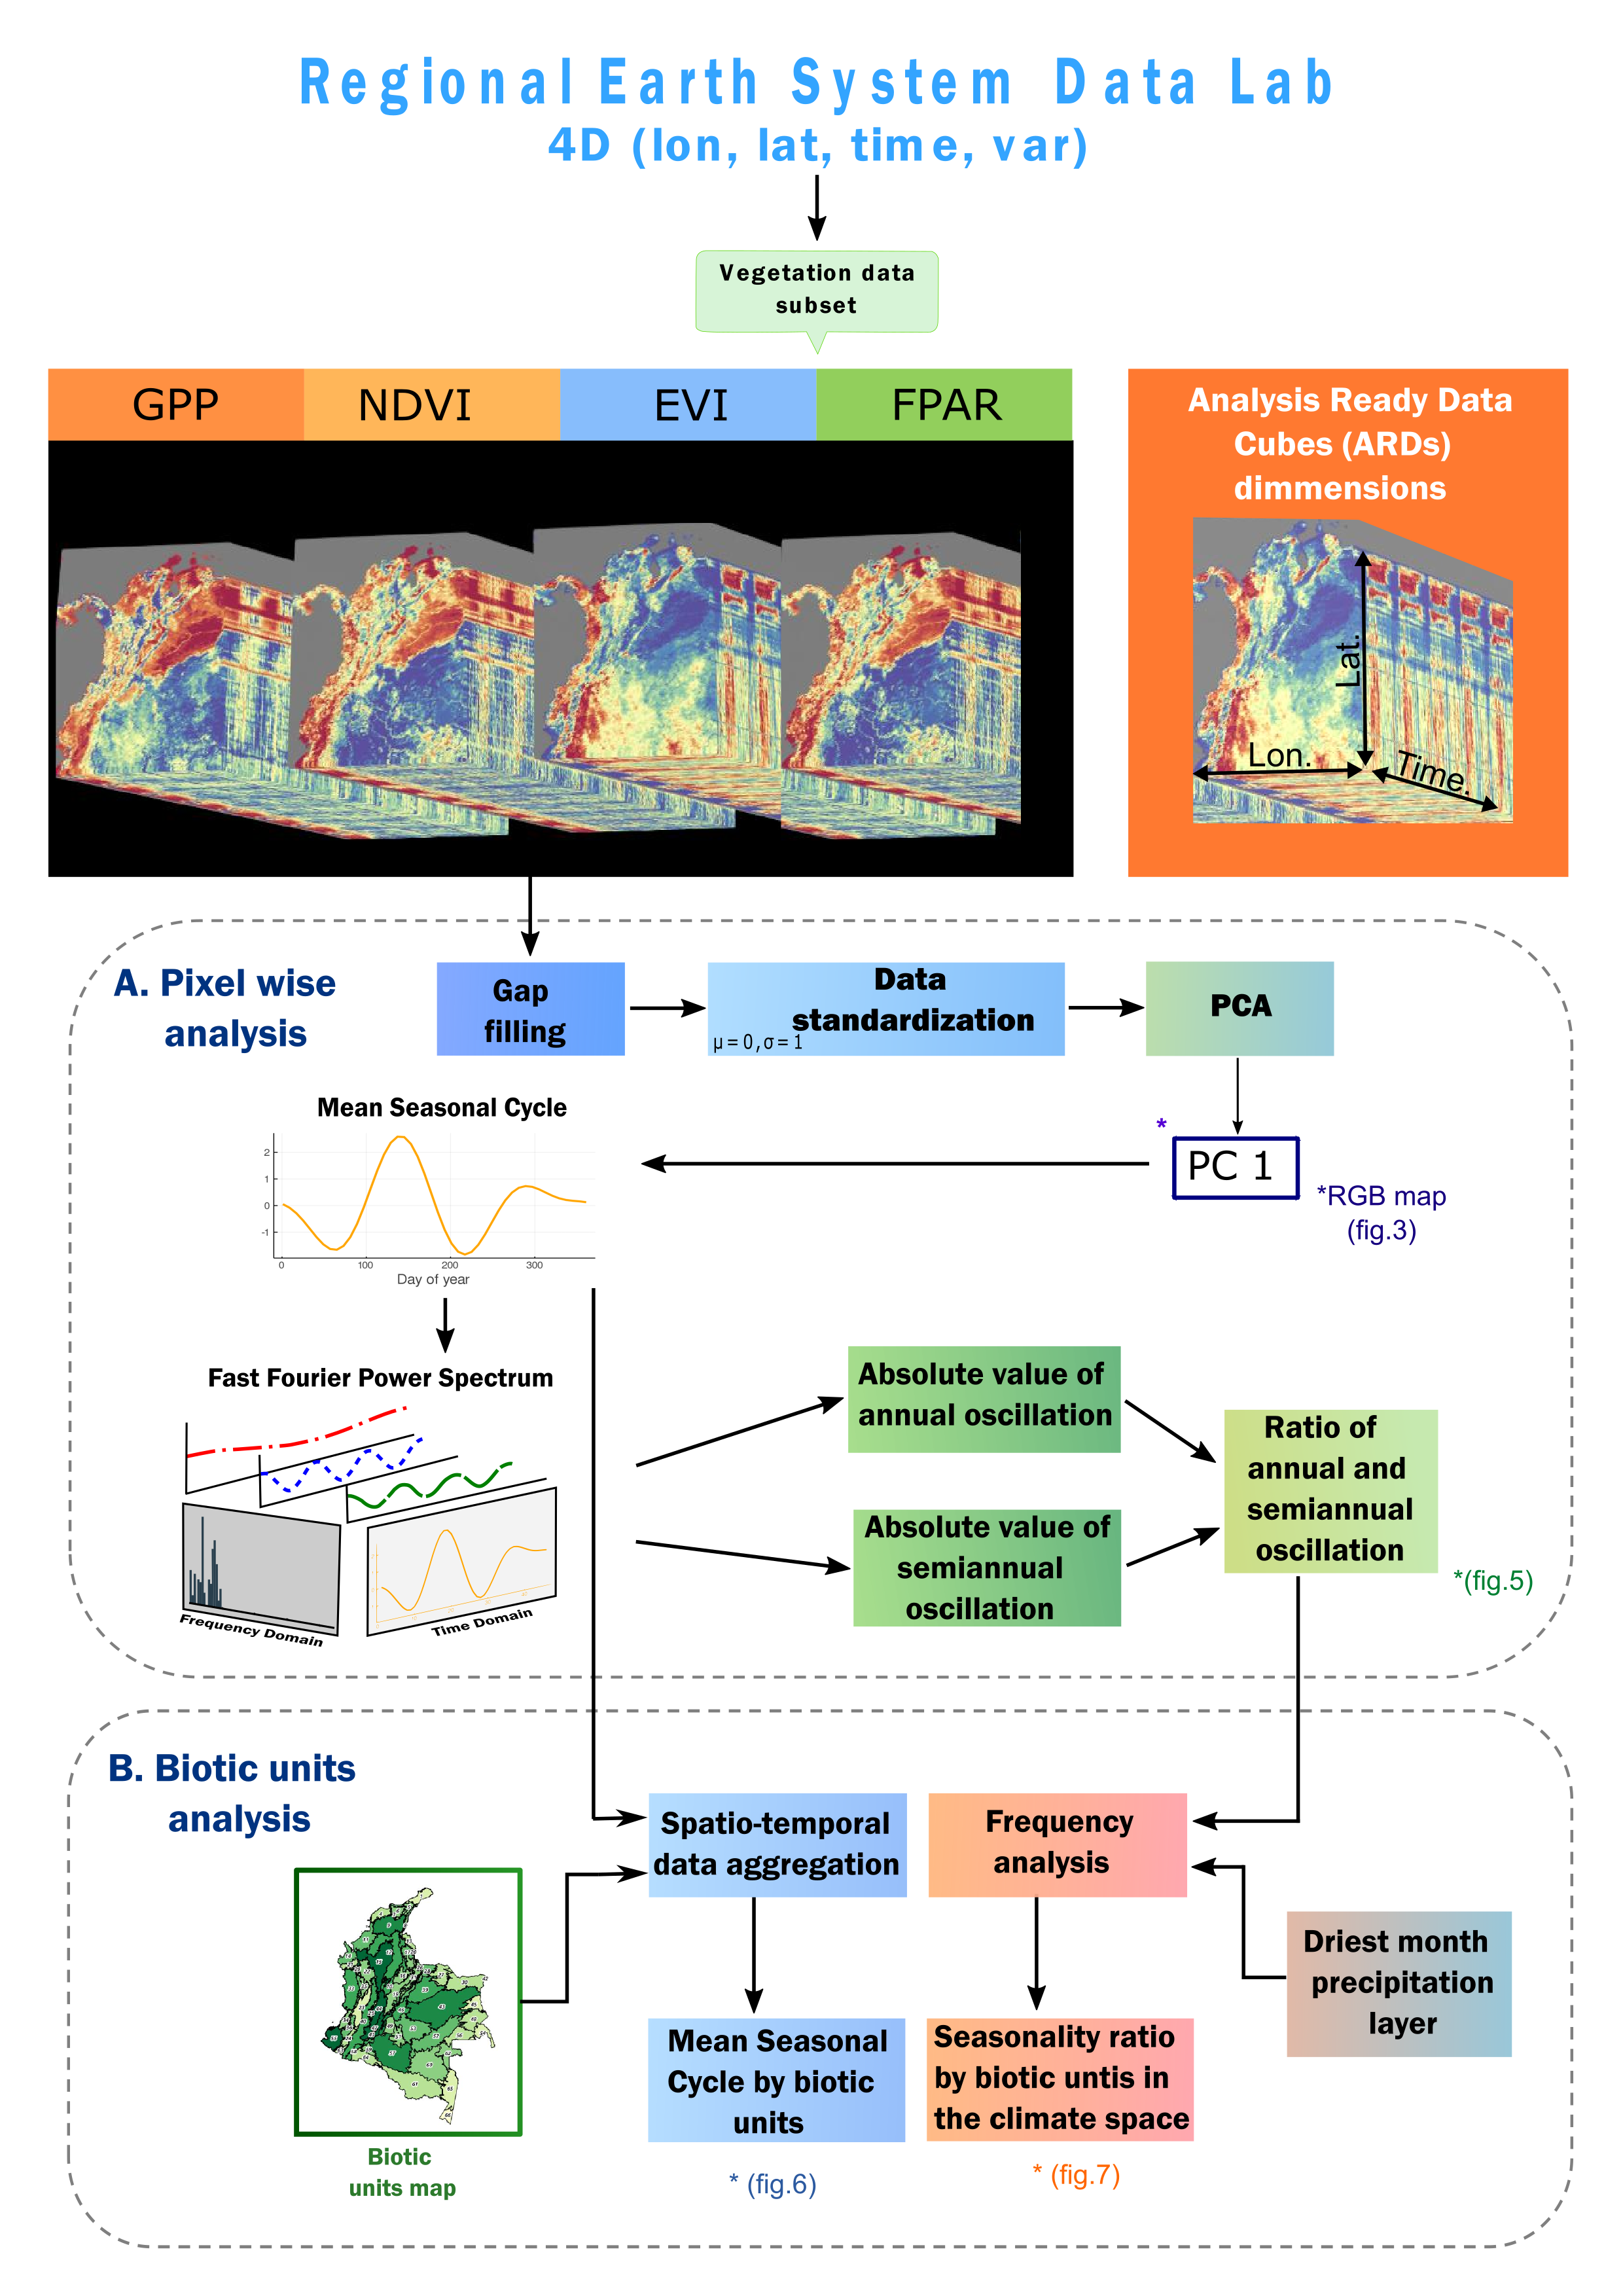 Regional Earth System Data Lab
4D (lon, lat, time, var)
Vegetation data
subset
GPP
NDVI
EVI
FPAR
Analysis Ready Data
Cubes (ARDs)
dimmensions
Lat.
Lon.
Time.
A. Pixel wise
analysis
Gap
filling
Data
standardization
μ = 0, σ = 1
PCA
Mean Seasonal Cycle
2
1
0
-1
0
100
200
300
Day of year
*
PC 1
*RGB map
(fig.3)
Fast Fourier Power Spectrum
Frequency Domain
Time Domain
Absolute value of
annual oscillation
Absolute value of
semiannual
oscillation
Ratio of
annual and
semiannual
oscillation
*(fig.5)
B. Biotic units
analysis
Spatio-temporal
data aggregation
Frequency
analysis
Driest month
precipitation
layer
Biotic
units map
Mean Seasonal
Cycle by biotic
units
* (fig.6)
Seasonality ratio
by biotic untis in
the climate space
* (fig.7)